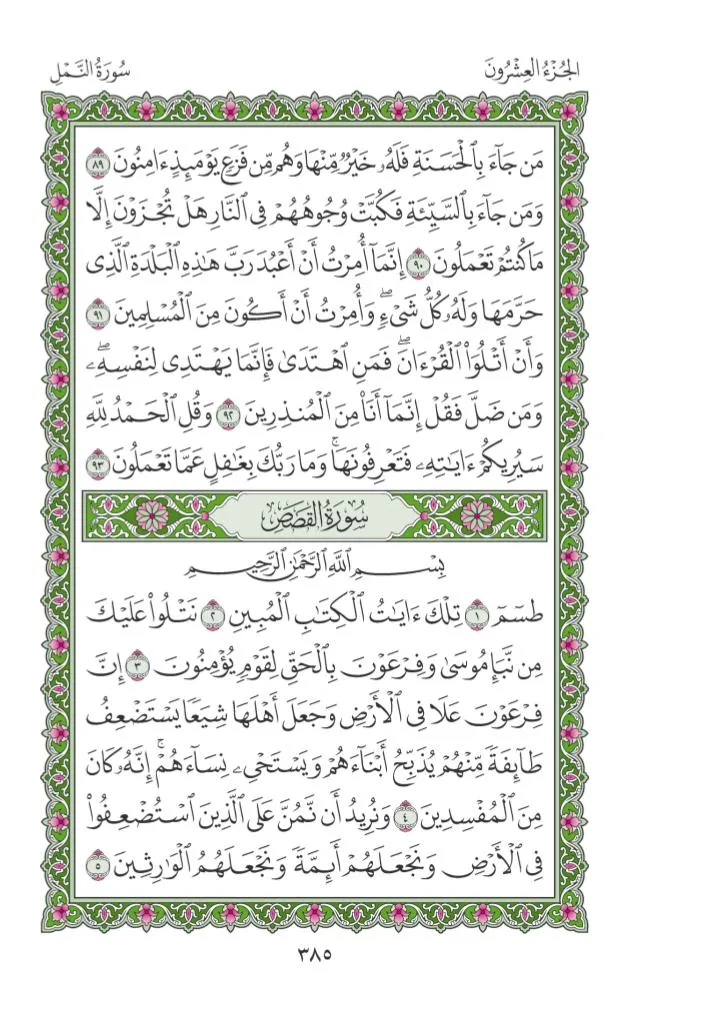 الجُزْءُ العِشْرُونَ
سُورَةُ النَّمْلِ
مَن جَآءَ بِٱلْحَسَنَةِ فَلَهُۥ خَيْرٌ مِّنْهَا وَهُم مِّن فَزَعٍ يَوْمَئِذٍ ءَامِنُونَ ٨٩
وَمَن جَآءَ بِٱلسَّيِّئَةِ فَكُبَّتْ وُجُوهُهُمْ فِى ٱلنَّارِ هَلْ تُجْزَوْنَ إِلَّا
مَا كُنتُمْ تَعْمَلُونَ ٩٠ إِنَّمَآ أُمِرْتُ أَنْ أَعْبُدَ رَبَّ هَـٰذِهِ ٱلْبَلْدَةِ ٱلَّذِى
حَرَّمَهَا وَلَهُۥ كُلُّ شَىْءٍ ۖ وَأُمِرْتُ أَنْ أَكُونَ مِنَ ٱلْمُسْلِمِينَ ٩١
وَأَنْ أَتْلُوَا۟ ٱلْقُرْءَانَ ۖ فَمَنِ ٱهْتَدَىٰ فَإِنَّمَا يَهْتَدِى لِنَفْسِهِۦ ۖ
وَمَن ضَلَّ فَقُلْ إِنَّمَآ أَنَا۠ مِنَ ٱلْمُنذِرِينَ ٩٢ وَقُلِ ٱلْحَمْدُ لِلَّهِ
سَيُرِيكُمْ ءَايَـٰتِهِۦ فَتَعْرِفُونَهَا ۚ وَمَا رَبُّكَ بِغَـٰفِلٍ عَمَّا تَعْمَلُونَ ٩٣
سُورَةُ القَصَصِ
بِسْمِ ٱللَّهِ ٱلرَّحْمَـٰنِ ٱلرَّحِيمِ
طسٓمٓ ١ تِلْكَ ءَايَـٰتُ ٱلْكِتَـٰبِ ٱلْمُبِينِ ٢ نَتْلُوا۟ عَلَيْكَ
مِن نَّبَإِ مُوسَىٰ وَفِرْعَوْنَ بِٱلْحَقِّ لِقَوْمٍ يُؤْمِنُونَ ٣ إِنَّ
فِرْعَوْنَ عَلَا فِى ٱلْأَرْضِ وَجَعَلَ أَهْلَهَا شِيَعًا يَسْتَضْعِفُ
طَآئِفَةً مِّنْهُمْ يُذَبِّحُ أَبْنَآءَهُمْ وَيَسْتَحْىِۦ نِسَآءَهُمْ ۚ إِنَّهُۥ كَانَ
مِنَ ٱلْمُفْسِدِينَ ٤ وَنُرِيدُ أَن نَّمُنَّ عَلَى ٱلَّذِينَ ٱسْتُضْعِفُوا۟
فِى ٱلْأَرْضِ وَنَجْعَلَهُمْ أَئِمَّةً وَنَجْعَلَهُمُ ٱلْوَٰرِثِينَ ٥
٣٨٥